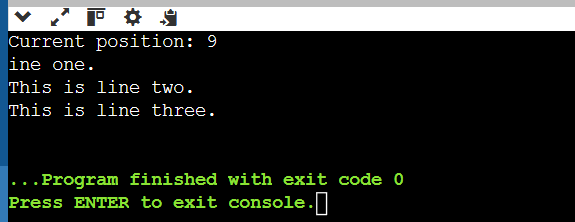 Current position: 9
ine one.
This is line two.
This is line three.
...Program finished with exit code 0
Press ENTER to exit console.